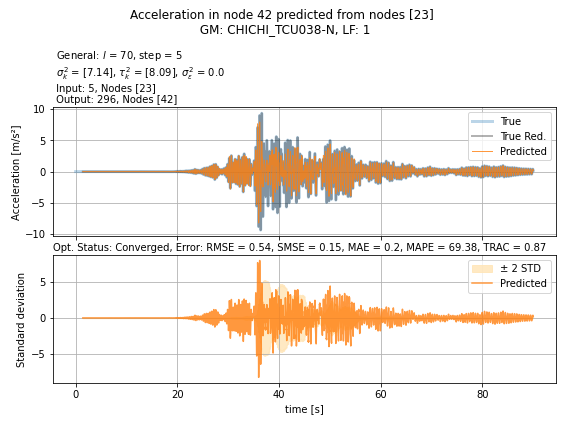 Acceleration in node 42 predicted from nodes [23]
GM: CHICHI_TCU038-N, LF: 1
General: l = 70, step = 5
σ²ₖ = [7.14], τ²ₖ = [8.09], σ²ε = 0.0
Input: 5, Nodes [23]
Output: 296, Nodes [42]
Acceleration [m/s²]
10
5
0
−5
−10
True
True Red.
Predicted
Opt. Status: Converged, Error: RMSE = 0.54, SMSE = 0.15, MAE = 0.2, MAPE = 69.38, TRAC = 0.87
Standard deviation
5
0
−5
± 2 STD
Predicted
0 20 40 60 80
time [s]